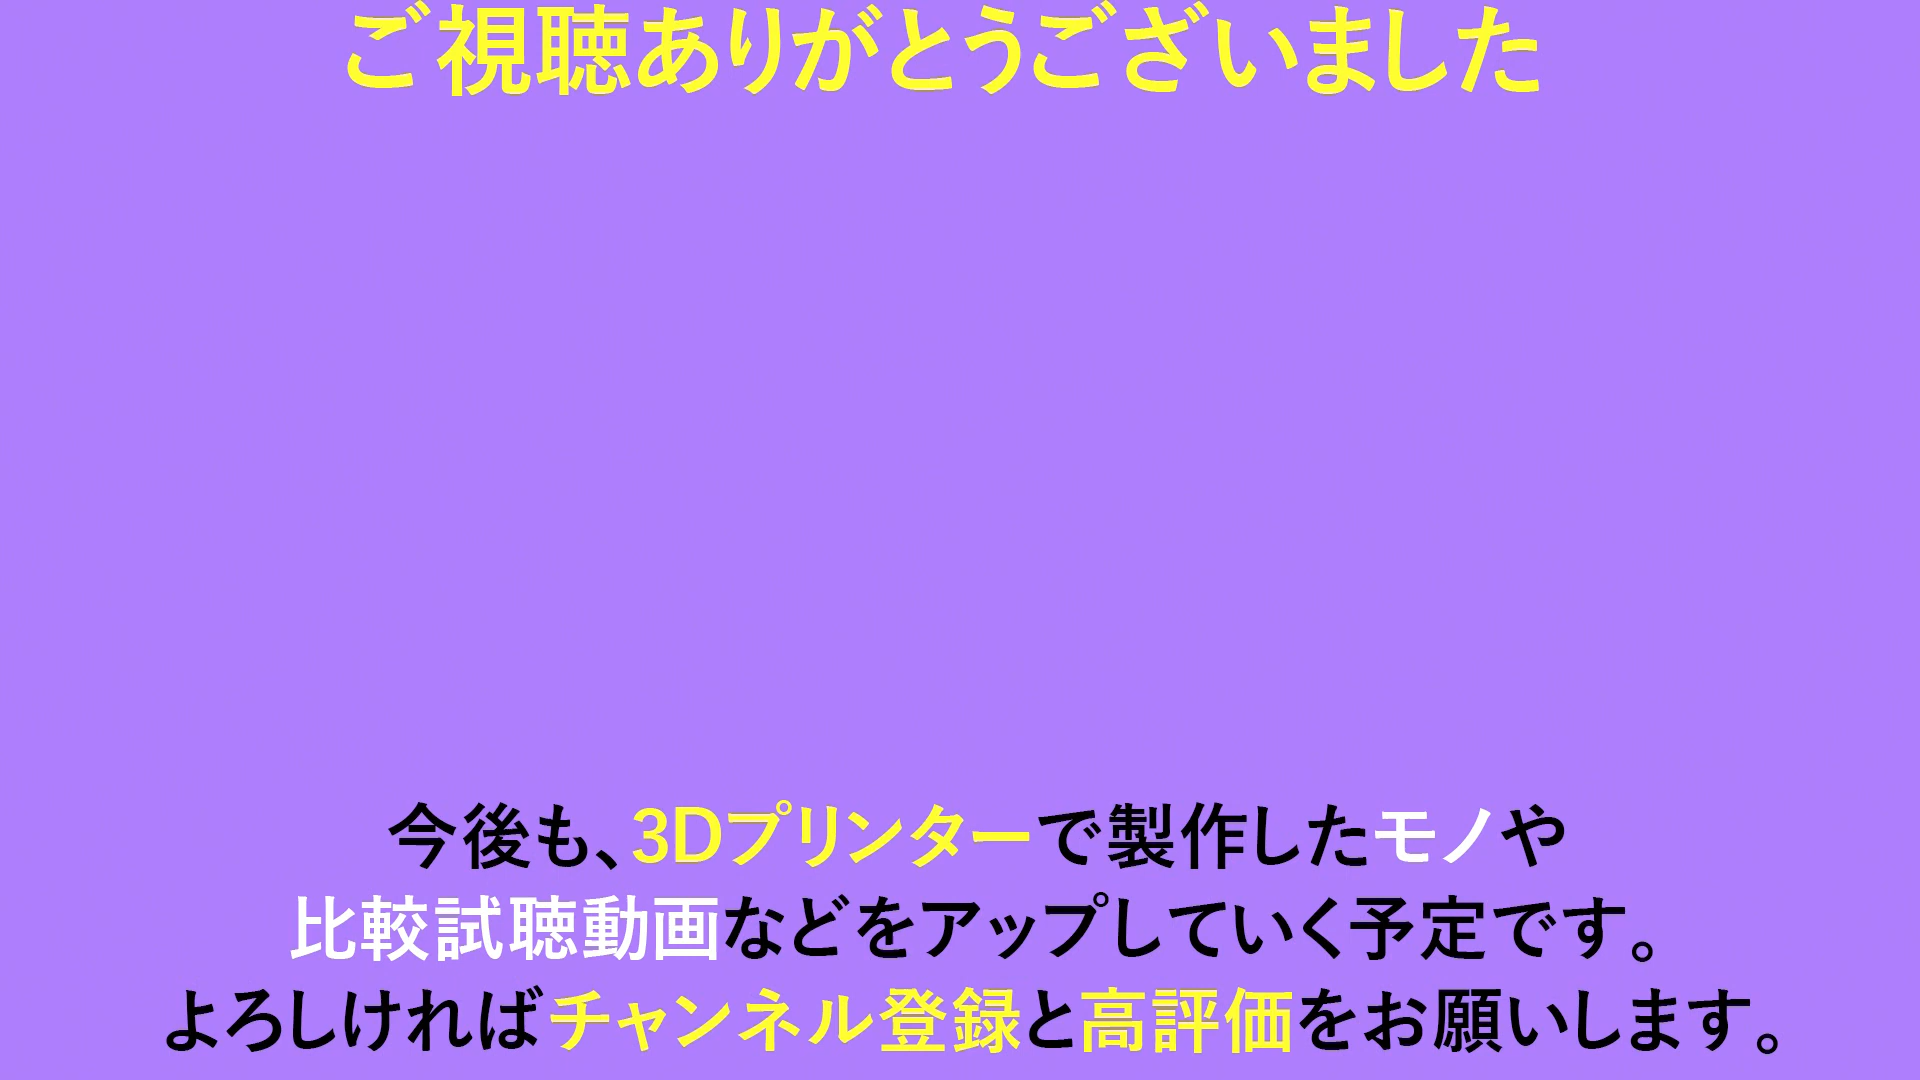 ご視聴ありがとうございました
今後も、3Dプリンターで製作したモノや
比較試聴動画などをアップしていく予定です。
よろしければチャンネル登録と高評価をお願いします。